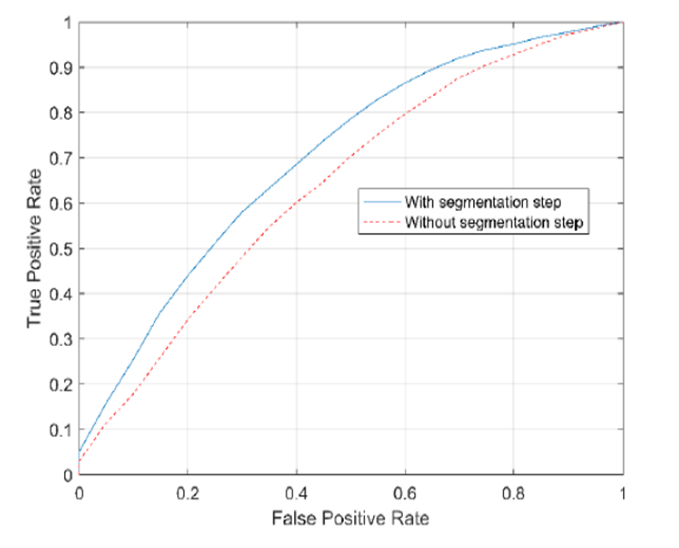 1
0.9
0.8
0.7
0.6
0.5
0.4
0.3
0.2
0.1
0
True Positive Rate
With segmentation step
Without segmentation step
0 0.2 0.4 0.6 0.8 1
False Positive Rate